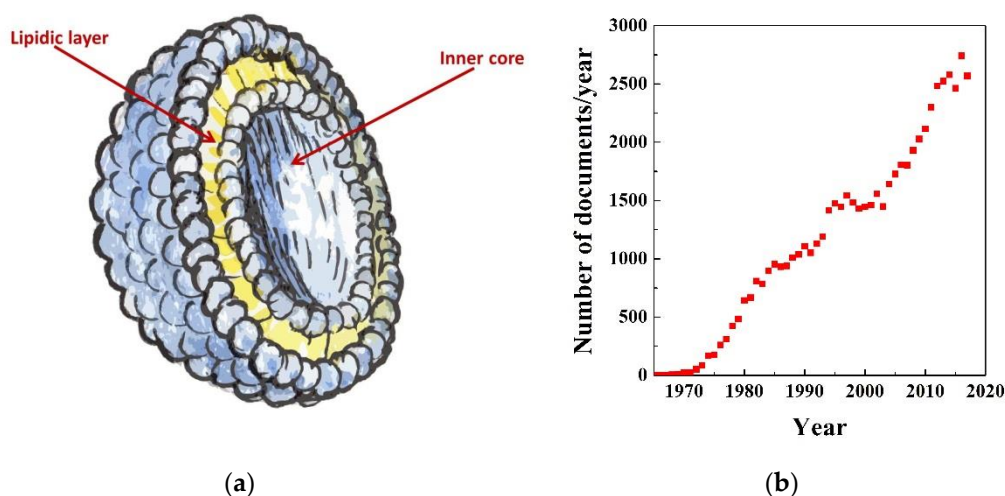 Lipidic layer
Inner core
(a)
Number of documents/year
3000
2500
2000
1500
1000
500
0
1970 1980 1990 2000 2010 2020
Year
(b)